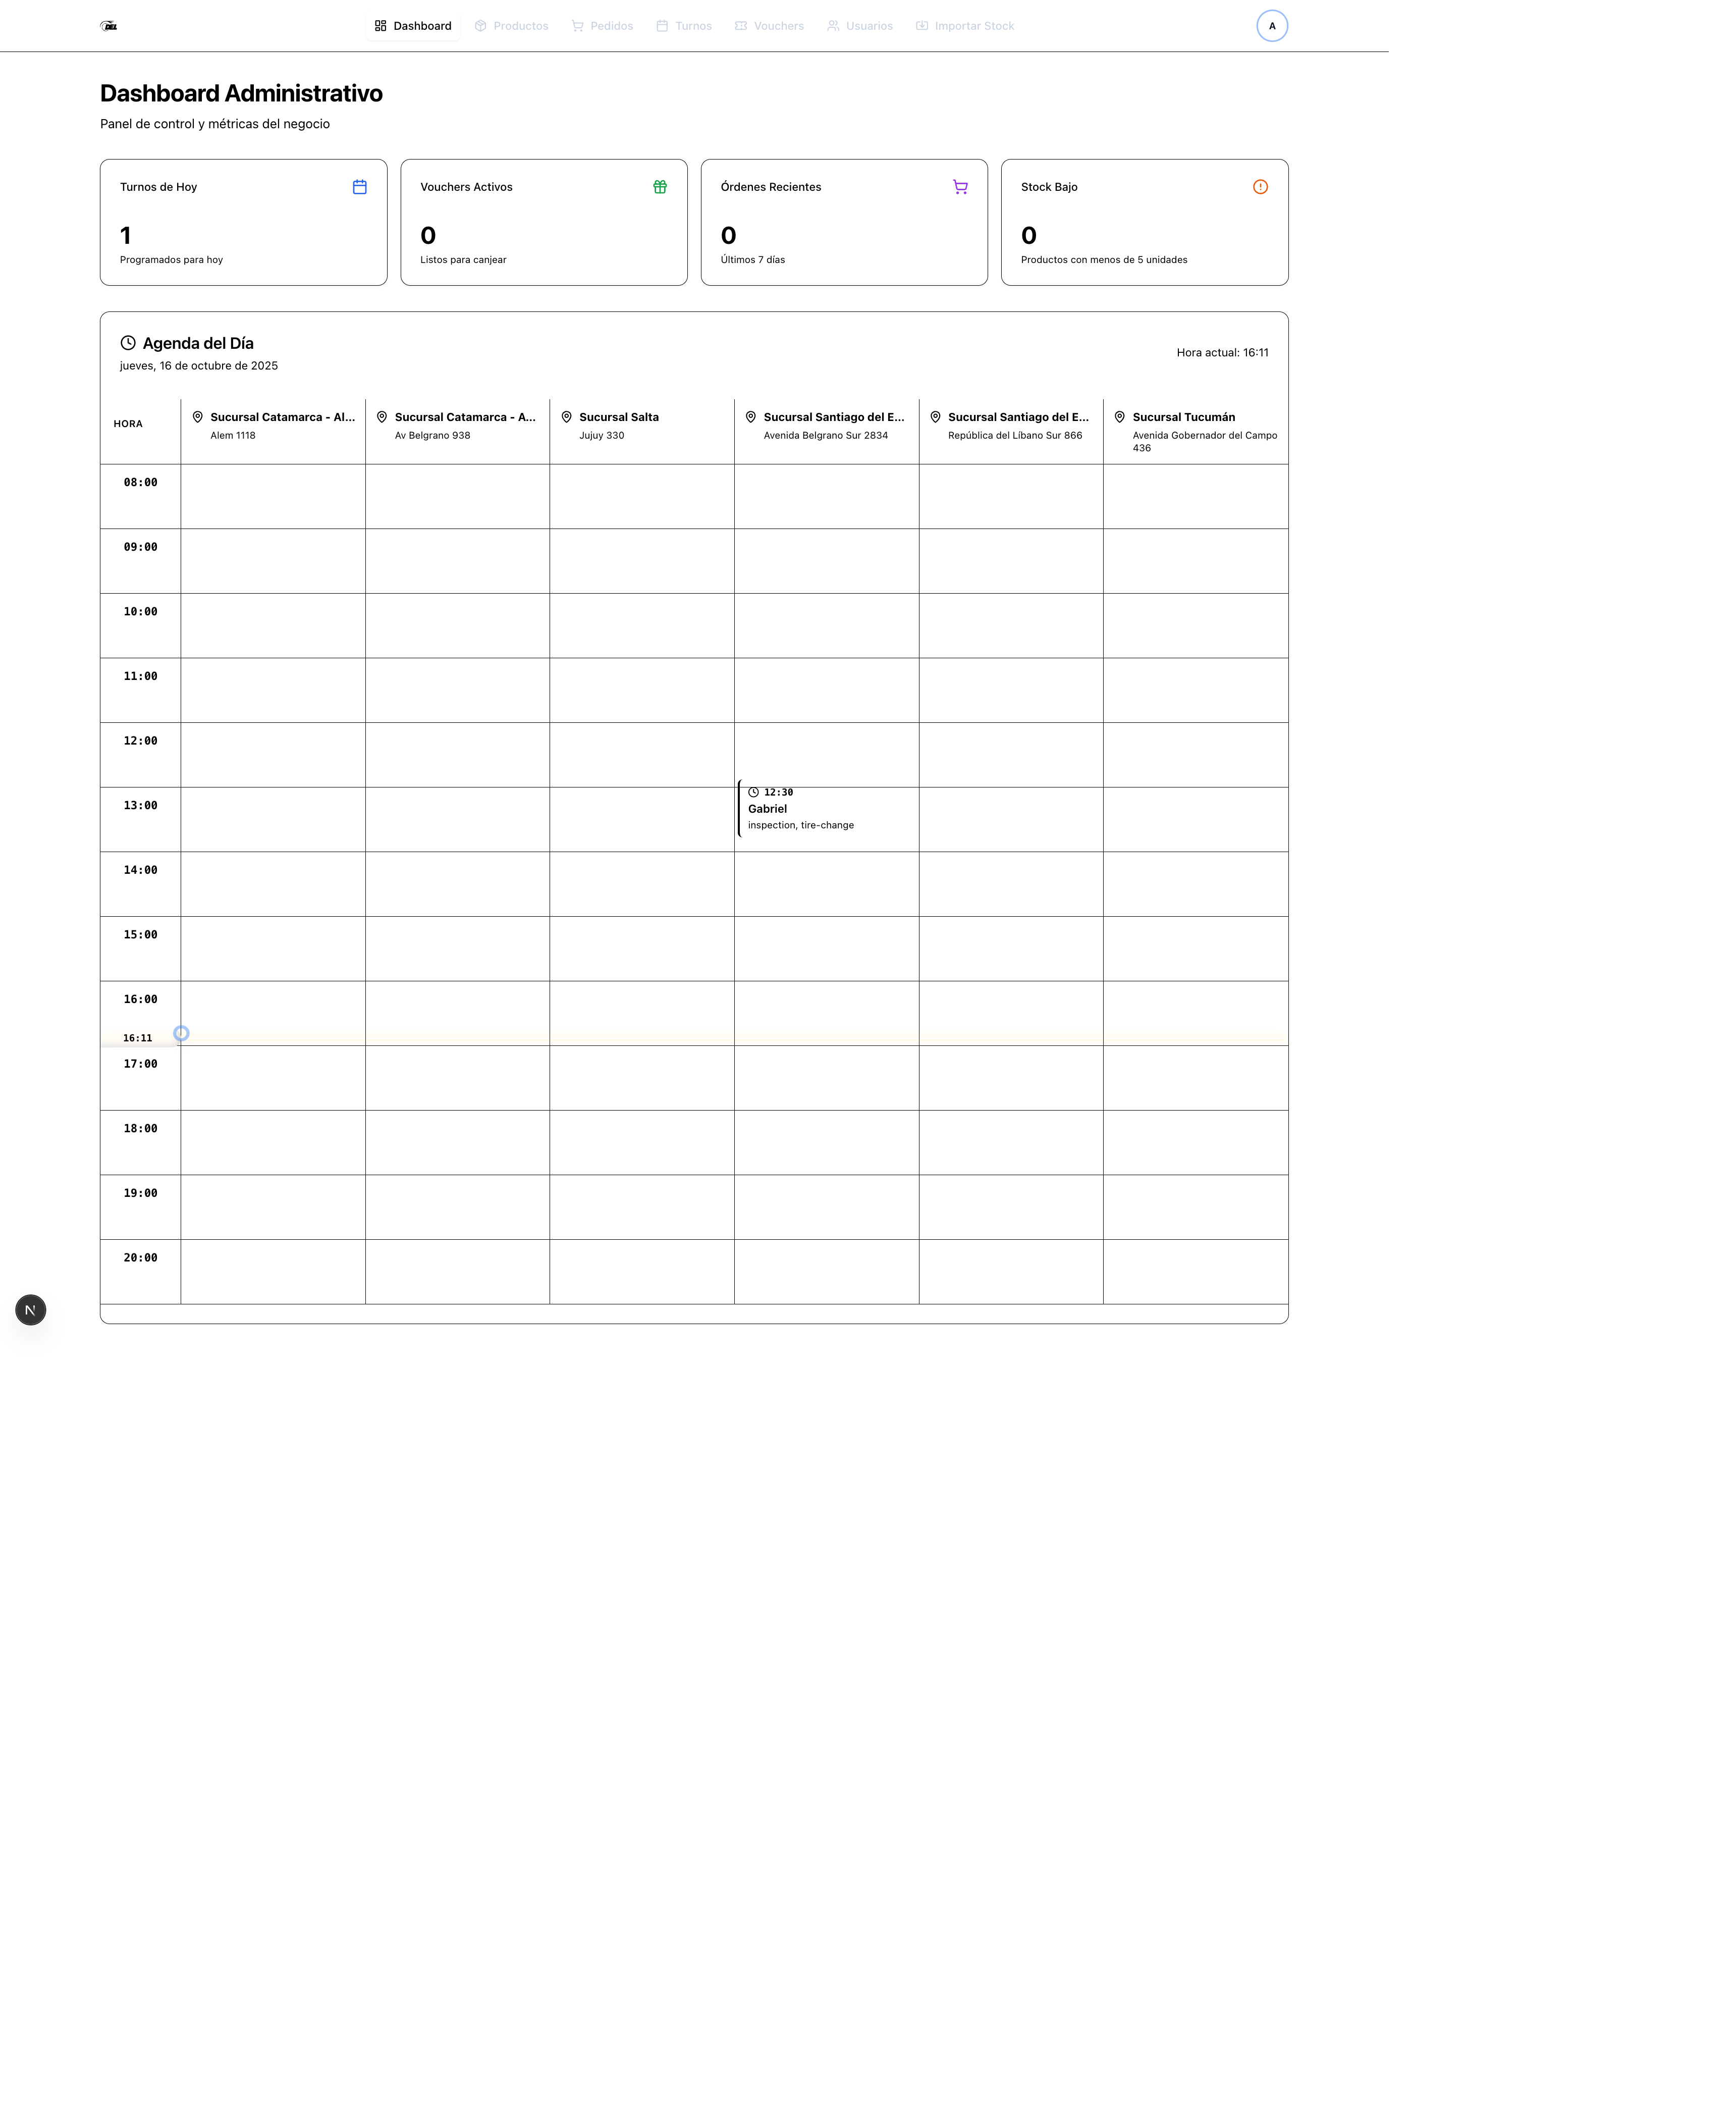 DEL
Dashboard Productos Pedidos Turnos Vouchers Usuarios Importar Stock A
Dashboard Administrativo
Panel de control y métricas del negocio
Turnos de Hoy
1
Programados para hoy
Vouchers Activos
0
Listos para canjear
Órdenes Recientes
0
Últimos 7 días
Stock Bajo
0
Productos con menos de 5 unidades
Agenda del Día
jueves, 16 de octubre de 2025
Hora actual: 16:11
HORA
Sucursal Catamarca - Al...
Alem 1118
Sucursal Catamarca - A...
Av Belgrano 938
Sucursal Salta
Jujuy 330
Sucursal Santiago del E...
Avenida Belgrano Sur 2834
Sucursal Santiago del E...
República del Líbano Sur 866
Sucursal Tucumán
Avenida Gobernador del Campo
436
08:00
09:00
10:00
11:00
12:00
12:30
Gabriel
inspection, tire-change
13:00
14:00
15:00
16:00
16:11
17:00
18:00
19:00
20:00
N